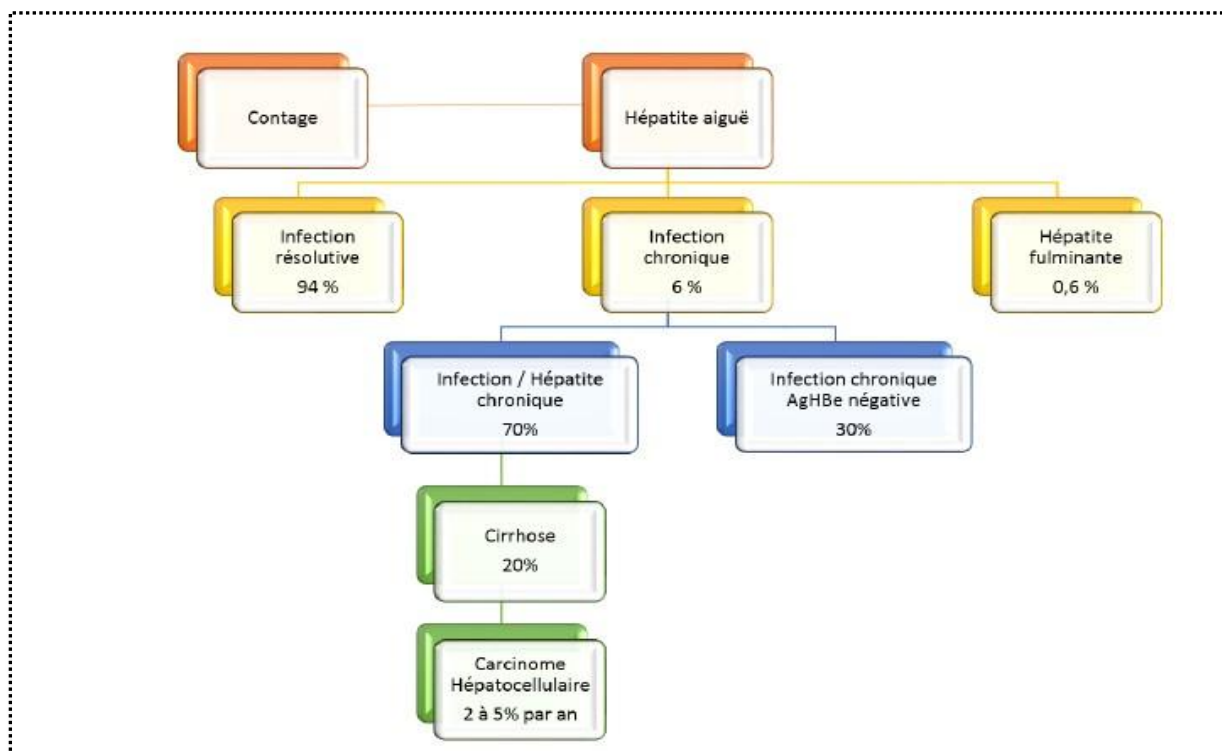 Contage
Hépatite aiguë
Infection
résolutive
94 %
Infection
chronique
6 %
Hépatite
fulminante
0,6 %
Infection / Hépatite
chronique
70%
Infection chronique
AgHBe négative
30%
Cirrhose
20%
Carcinome
Hépatocellulaire
2 à 5% par an